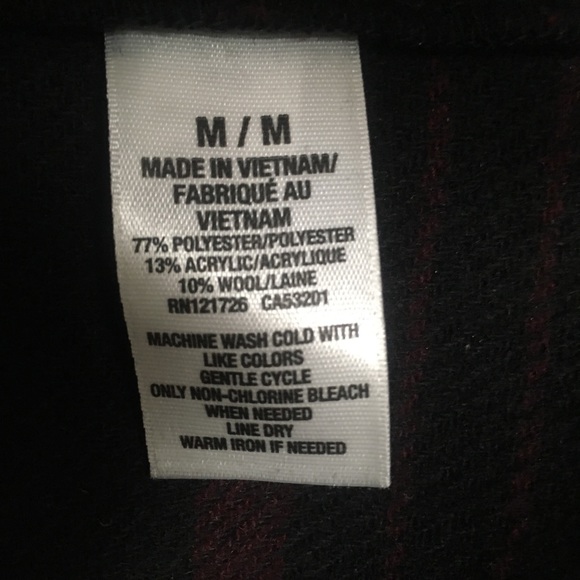 M / M
MADE IN VIETNAM/
FABRIQUÉ AU
VIETNAM
77% POLYESTER/POLYESTER
13% ACRYLIC/ACRYLIQUE
10% WOOL/LAINE
RN121726 CA53201
MACHINE WASH COLD WITH
LIKE COLORS
GENTLE CYCLE
ONLY NON-CHLORINE BLEACH
WHEN NEEDED
LINE DRY
WARM IRON IF NEEDED